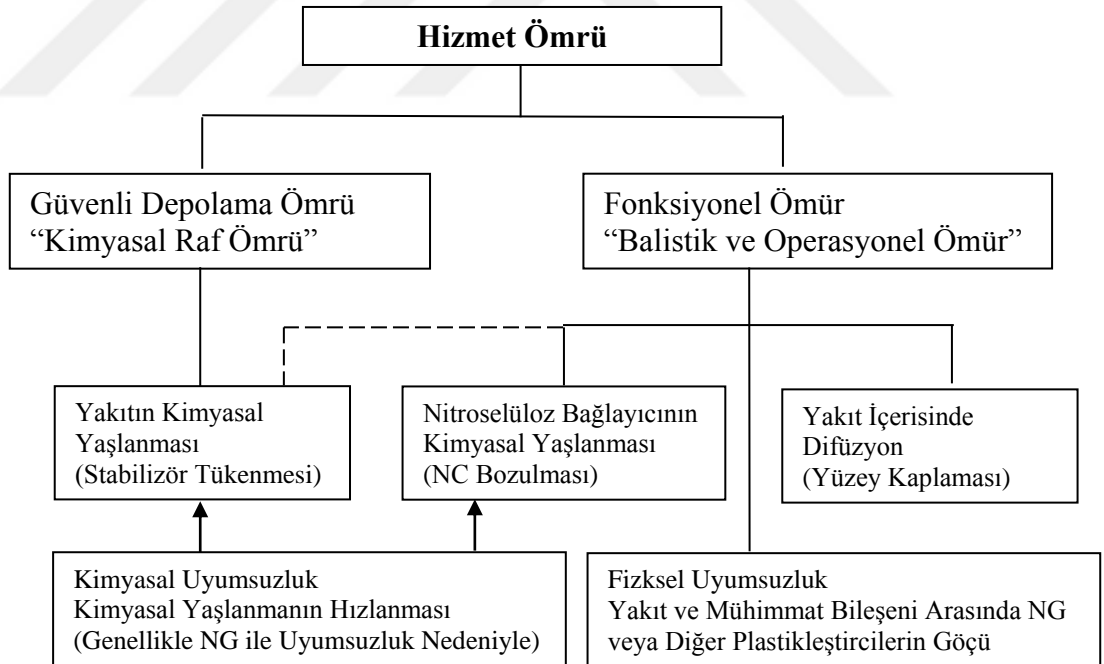 Hizmet Ömrü
Güvenli Depolama Ömrü
“Kimyasal Raf Ömrü”
Fonksiyonel Ömür
“Balistik ve Operasyonel Ömür”
Yakıtın Kimyasal
Yaşlanması
(Stabilizör Tükenmesi)
Nitroselüloz Bağlayıcının
Kimyasal Yaşlanması
(NC Bozulması)
Yakıt İçerisinde
Difüzyon
(Yüzey Kaplaması)
Kimyasal Uyumsuzluk
Kimyasal Yaşlanmanın Hızlanması
(Genellikle NG ile Uyumsuzluk Nedeniyle)
Fizksel Uyumsuzluk
Yakıt ve Mühimmat Bileşeni Arasında NG
veya Diğer Plastikleştircilerin Göçü